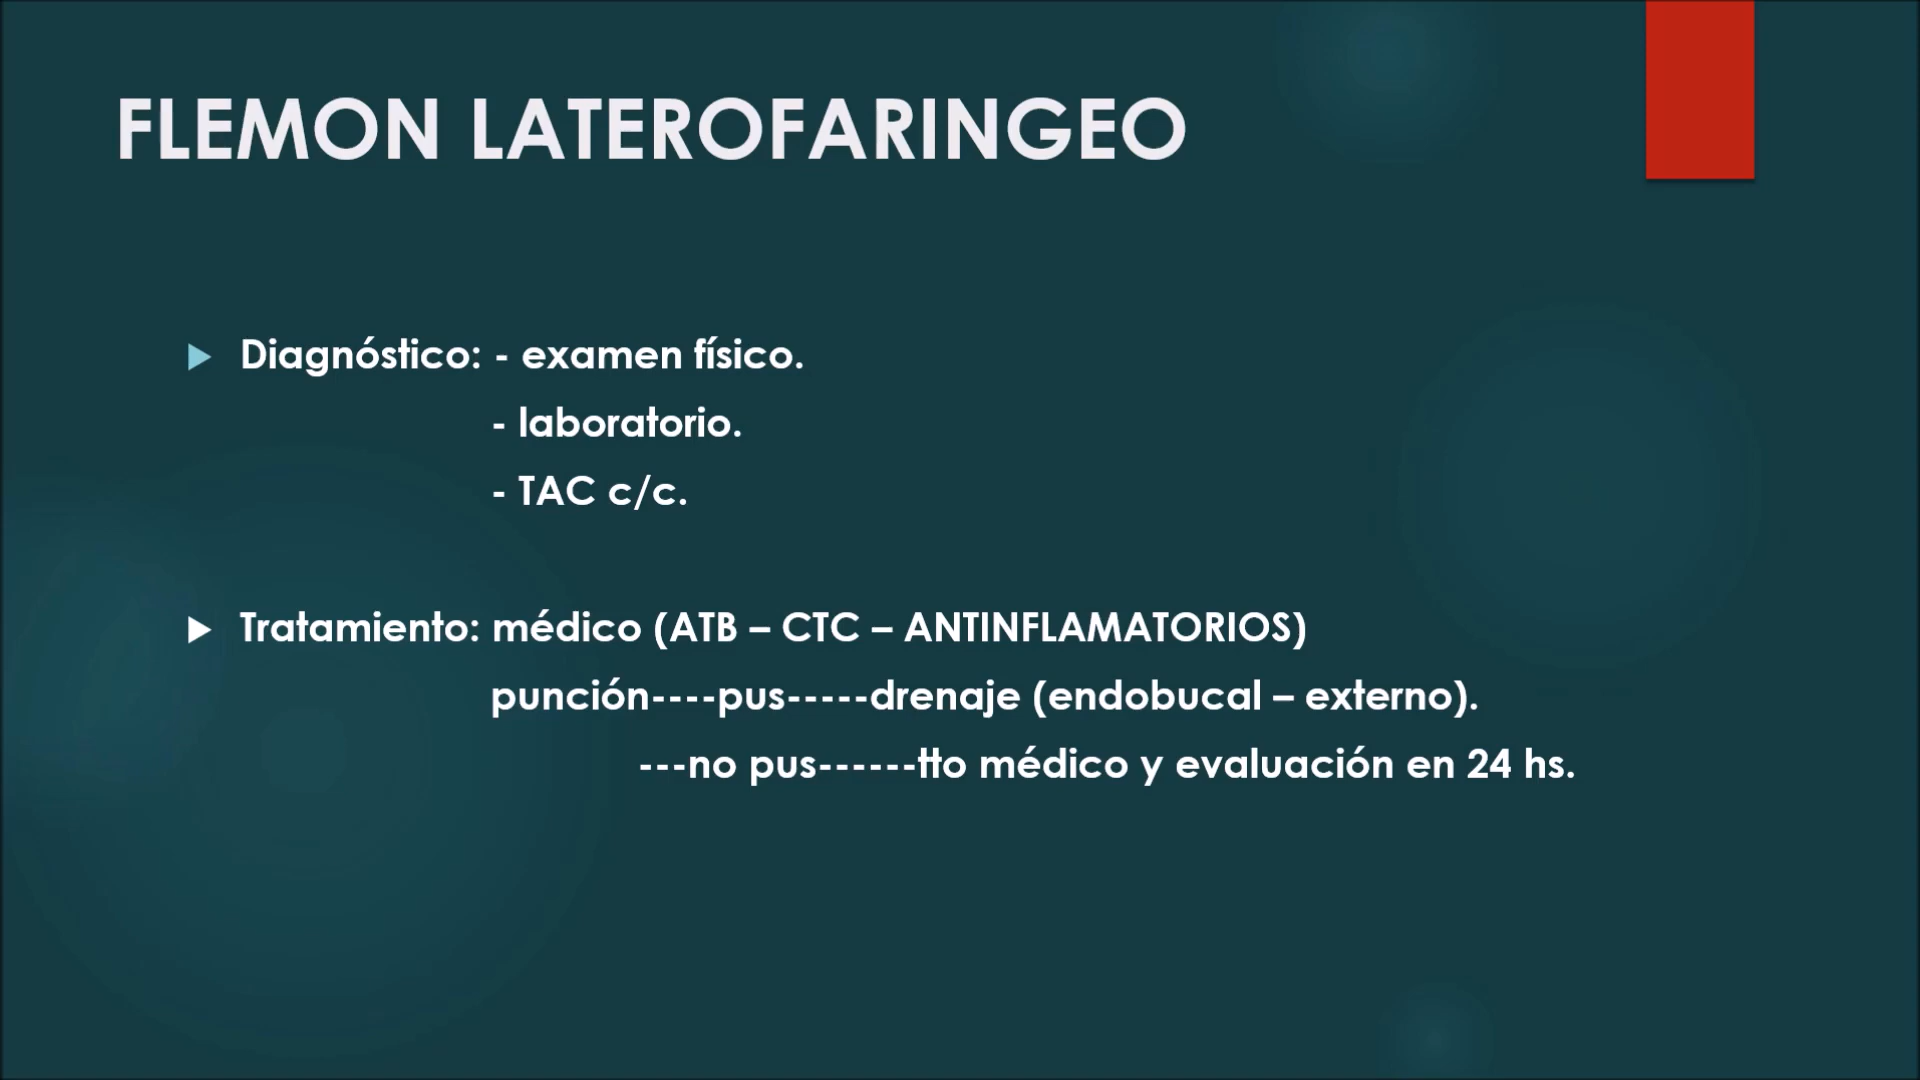 FLEMON LATEROFARINGEO
Diagnóstico: - examen físico.
- laboratorio.
- TAC c/c.
Tratamiento: médico (ATB – CTC – ANTINFLAMATORIOS)
punción----pus-----drenaje (endobucal – externo).
---no pus------tto médico y evaluación en 24 hs.